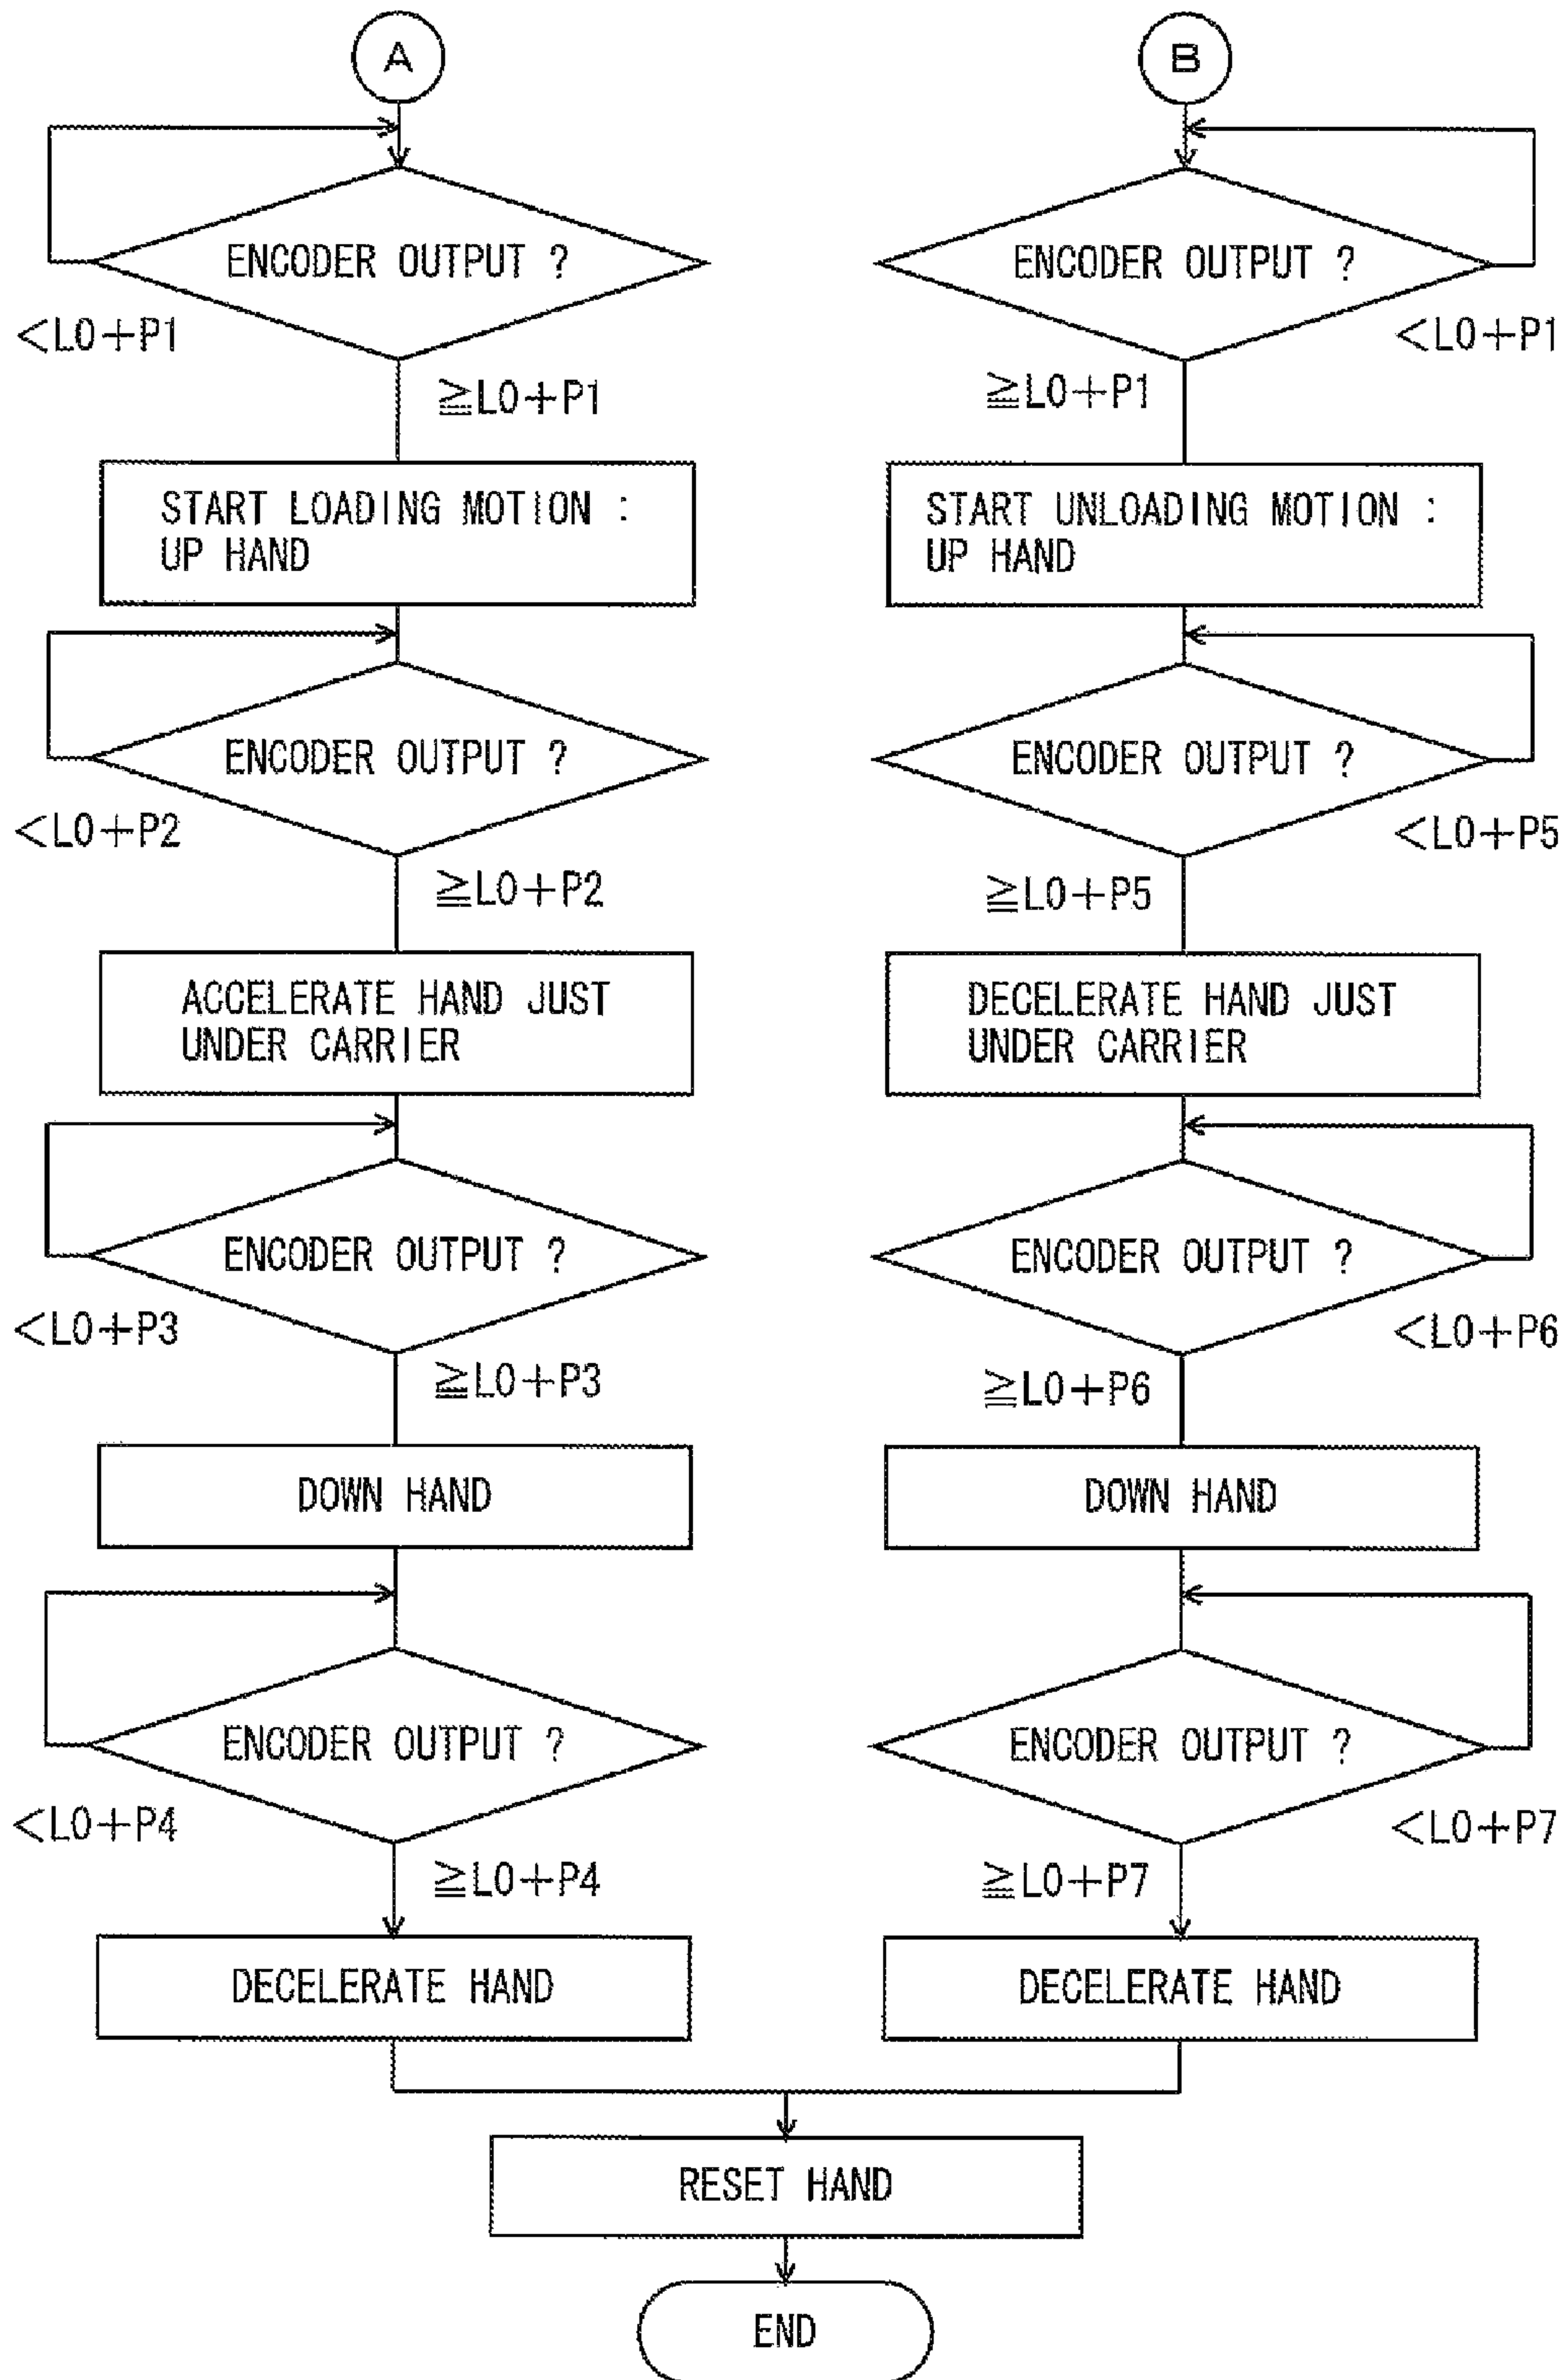 A
ENCODER OUTPUT ?
<L0+P1
≧L0+P1
START LOADING MOTION :
UP HAND
ENCODER OUTPUT ?
<L0+P2
≧L0+P2
ACCELERATE HAND JUST
UNDER CARRIER
ENCODER OUTPUT ?
<L0+P3
≧L0+P3
DOWN HAND
ENCODER OUTPUT ?
<L0+P4
≧L0+P4
DECELERATE HAND
B
ENCODER OUTPUT ?
<L0+P1
≧L0+P1
START UNLOADING MOTION :
UP HAND
ENCODER OUTPUT ?
<L0+P5
≧L0+P5
DECELERATE HAND JUST
UNDER CARRIER
ENCODER OUTPUT ?
<L0+P6
≧L0+P6
DOWN HAND
ENCODER OUTPUT ?
<L0+P7
≧L0+P7
DECELERATE HAND
RESET HAND
END